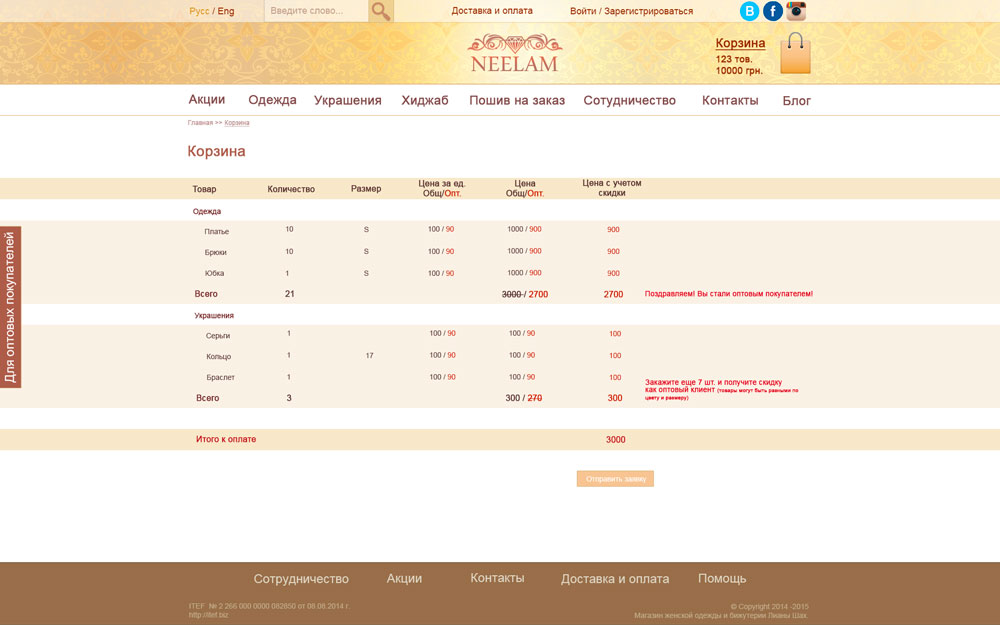 Русс / Eng
Введите слово...
Доставка и оплата
Войти / Зарегистрироваться
B f
NEELAM
Корзина
123 тов.
10000 грн.
Акции Одежда Украшения Хиджаб Пошив на заказ Сотудничество Контакты Блог
Главная >> Корзина
Корзина
Товар Количество Размер Цена за ед. Общ/Опт. Цена Общ/Опт. Цена с учетом скидки
Одежда
Платье 10 S 100 / 90 1000 / 900 900
Брюки 10 S 100 / 90 1000 / 900 900
Юбка 1 S 100 / 90 1000 / 900 900
Всего 21 3000 / 2700 2700 Поздравляем! Вы стали оптовым покупателем!
Для оптовых покупателей
Украшения
Серьги 1 100 / 90 100 / 90 100
Кольцо 1 17 100 / 90 100 / 90 100
Браслет 1 100 / 90 100 / 90 100
Всего 3 300 / 270 300
Закажите еще 7 шт. и получите скидку
как оптовый клиент (товары могут быть разными по
цвету и размеру)
Итого к оплате 3000
Отправить заявку
Сотрудничество Акции Контакты Доставка и оплата Помощь
ITEF № 2 266 000 0000 082850 от 08.08.2014 г.
http://itef.biz
© Copyright 2014 -2015
Магазин женской одежды и бижутерии Лианы Шах.